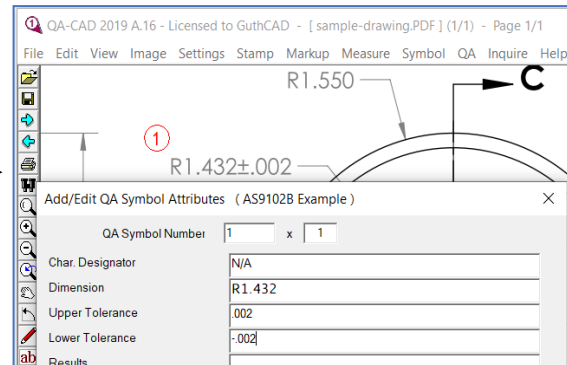 QA-CAD 2019 A.16 - Licensed to GuthCAD - [ sample-drawing.PDF ] (1/1) - Page 1/1
File Edit View Image Settings Stamp Markup Measure Symbol QA Inquire Help
R1.550
C
1
R1.432±.002
Add/Edit QA Symbol Attributes ( AS9102B Example )
QA Symbol Number 1 x 1
Char. Designator N/A
Dimension R1.432
Upper Tolerance .002
Lower Tolerance -.002
ab Results